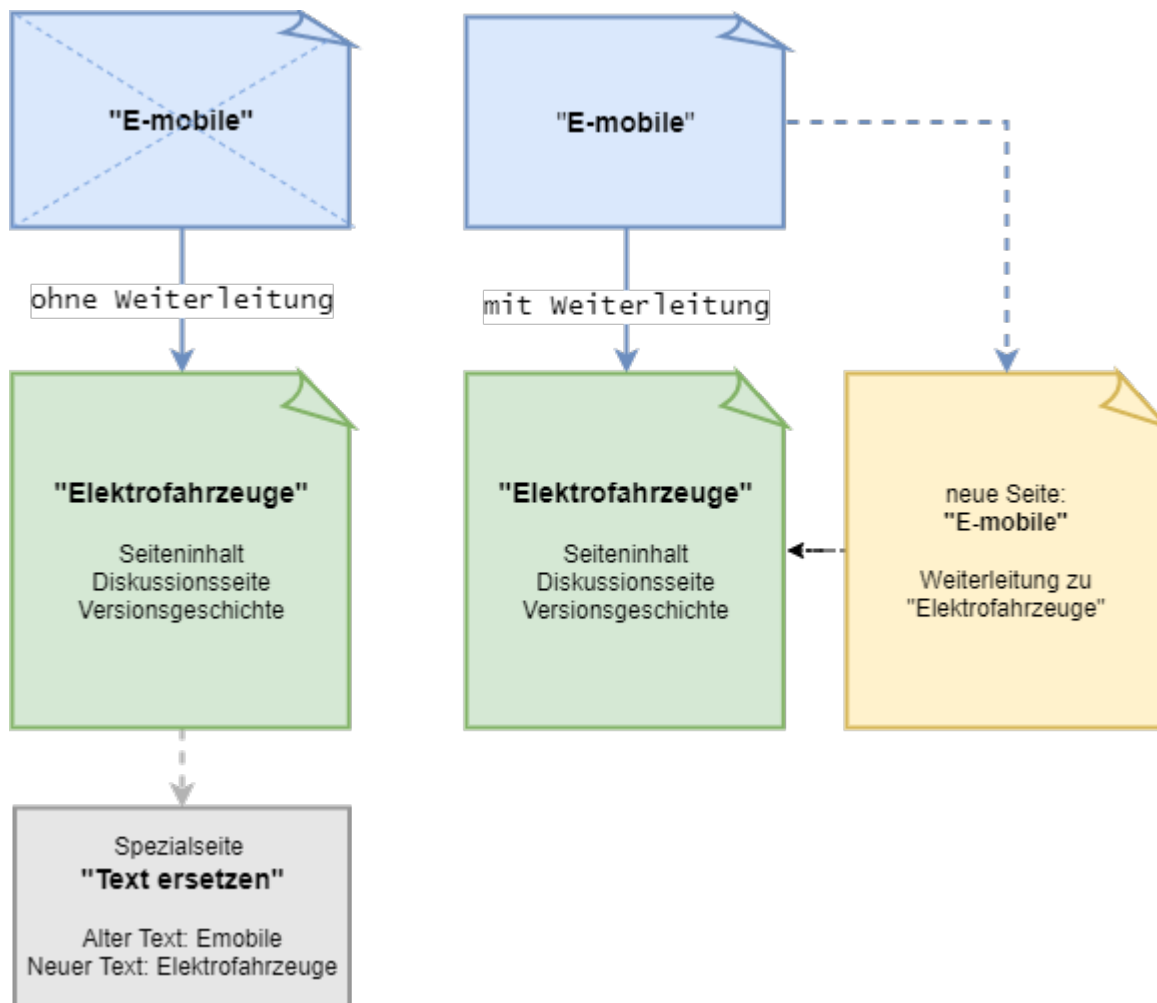 "E-mobile"
ohne Weiterleitung
"Elektrofahrzeuge"
Seiteninhalt
Diskussionsseite
Versionsgeschichte
Spezialseite
"Text ersetzen"
Alter Text: Emobile
Neuer Text: Elektrofahrzeuge
"E-mobile"
mit Weiterleitung
"Elektrofahrzeuge"
Seiteninhalt
Diskussionsseite
Versionsgeschichte
neue Seite:
"E-mobile"
Weiterleitung zu
"Elektrofahrzeuge"